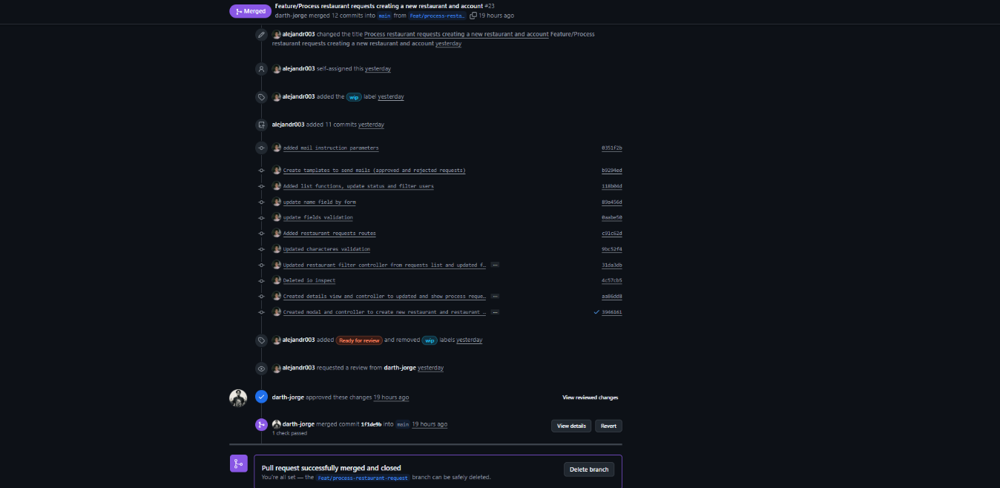 Merged
Feature/Process restaurant requests creating a new restaurant and account #23
darth-jorge merged 12 commits into main from Feat/process-resta… 19 hours ago
alejandr003 changed the title Process restaurant requests creating a new restaurant and account Feature/Process
restaurant requests creating a new restaurant and account yesterday
alejandr003 self-assigned this yesterday
alejandr003 added the wip label yesterday
alejandr003 added 11 commits yesterday
added mail instruction parameters 0351f2b
Create tamplates to send mails (approved and rejected requests) b9294ed
Added list functions, update status and filter users 118b04d
update name field by form 89a456d
update fields validation 0aabe50
Added restaurant requests routes c91c62d
Updated characteres validation 9bc52f4
Updated restaurant filter controller from requests list and updated f… … 31da3db
Deleted io inspect 4c57cb5
Created details view and controller to updated and show process reque… … aa86dd8
Created modal and controller to create new restaurant and restaurant … … 3946161
alejandr003 added Ready for review and removed wip labels yesterday
alejandr003 requested a review from darth-jorge yesterday
darth-jorge approved these changes 19 hours ago View reviewed changes
darth-jorge merged commit 1f1de9b into main 19 hours ago View details Revert
1 check passed
Pull request successfully merged and closed
You're all set — the Feat/process-restaurant-request branch can be safely deleted.
Delete branch